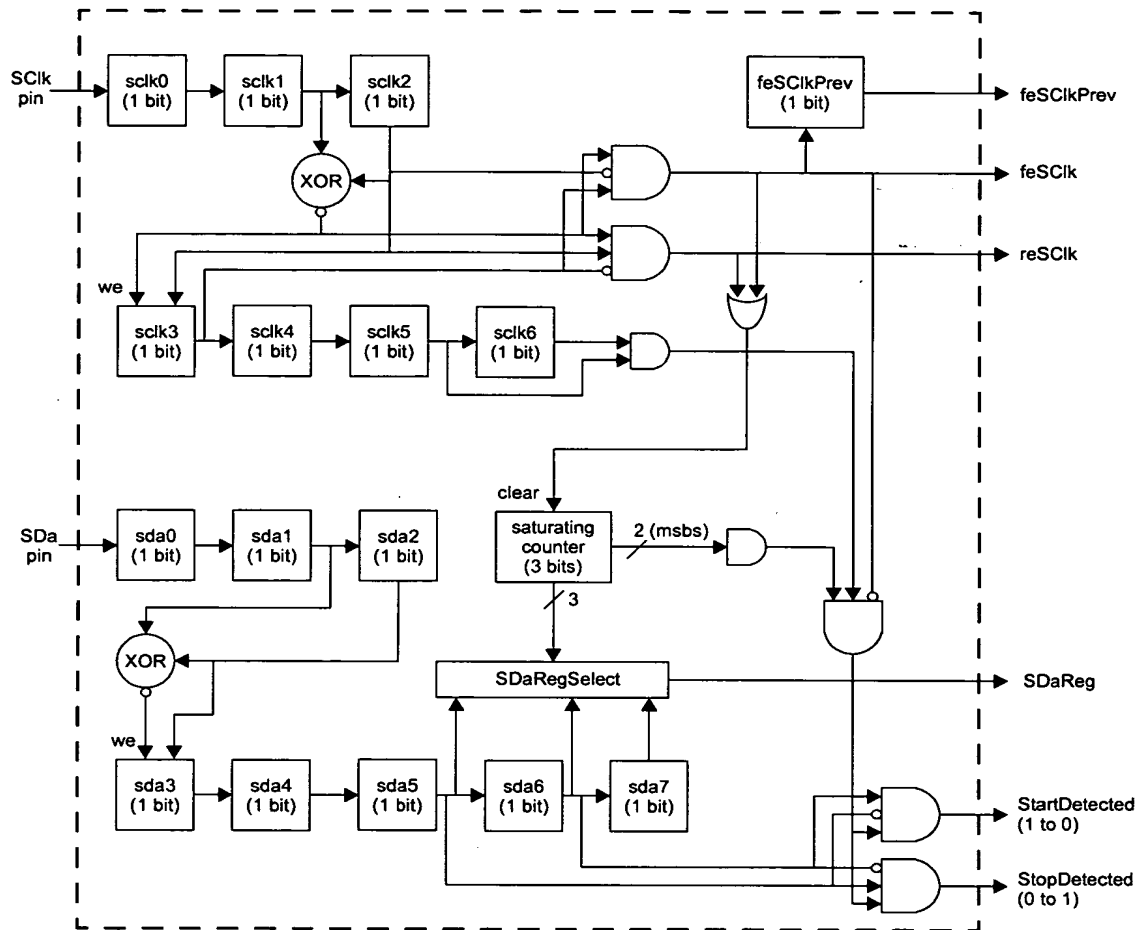 SClk
pin
sclk0
(1 bit)
sclk1
(1 bit)
sclk2
(1 bit)
feSClkPrev
(1 bit)
feSClkPrev
XOR
feSClk
reSClk
we
sclk3
(1 bit)
sclk4
(1 bit)
sclk5
(1 bit)
sclk6
(1 bit)
clear
SDa
pin
sda0
(1 bit)
sda1
(1 bit)
sda2
(1 bit)
saturating
counter
(3 bits)
2 (msbs)
3
XOR
SDaRegSelect
SDaReg
we
sda3
(1 bit)
sda4
(1 bit)
sda5
(1 bit)
sda6
(1 bit)
sda7
(1 bit)
StartDetected
(1 to 0)
StopDetected
(0 to 1)